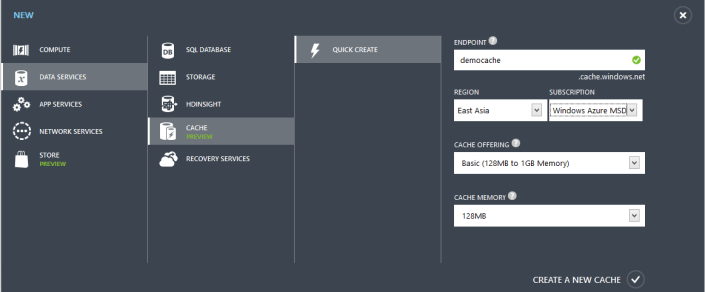 NEW
COMPUTE
DATA SERVICES
APP SERVICES
NETWORK SERVICES
STORE
PREVIEW
DB
SQL DATABASE
STORAGE
HDINSIGHT
CACHE
PREVIEW
RECOVERY SERVICES
QUICK CREATE
ENDPOINT ?
democache
.cache.windows.net
REGION SUBSCRIPTION
East Asia Windows Azure MSD
CACHE OFFERING ?
Basic (128MB to 1GB Memory)
CACHE MEMORY ?
128MB
CREATE A NEW CACHE